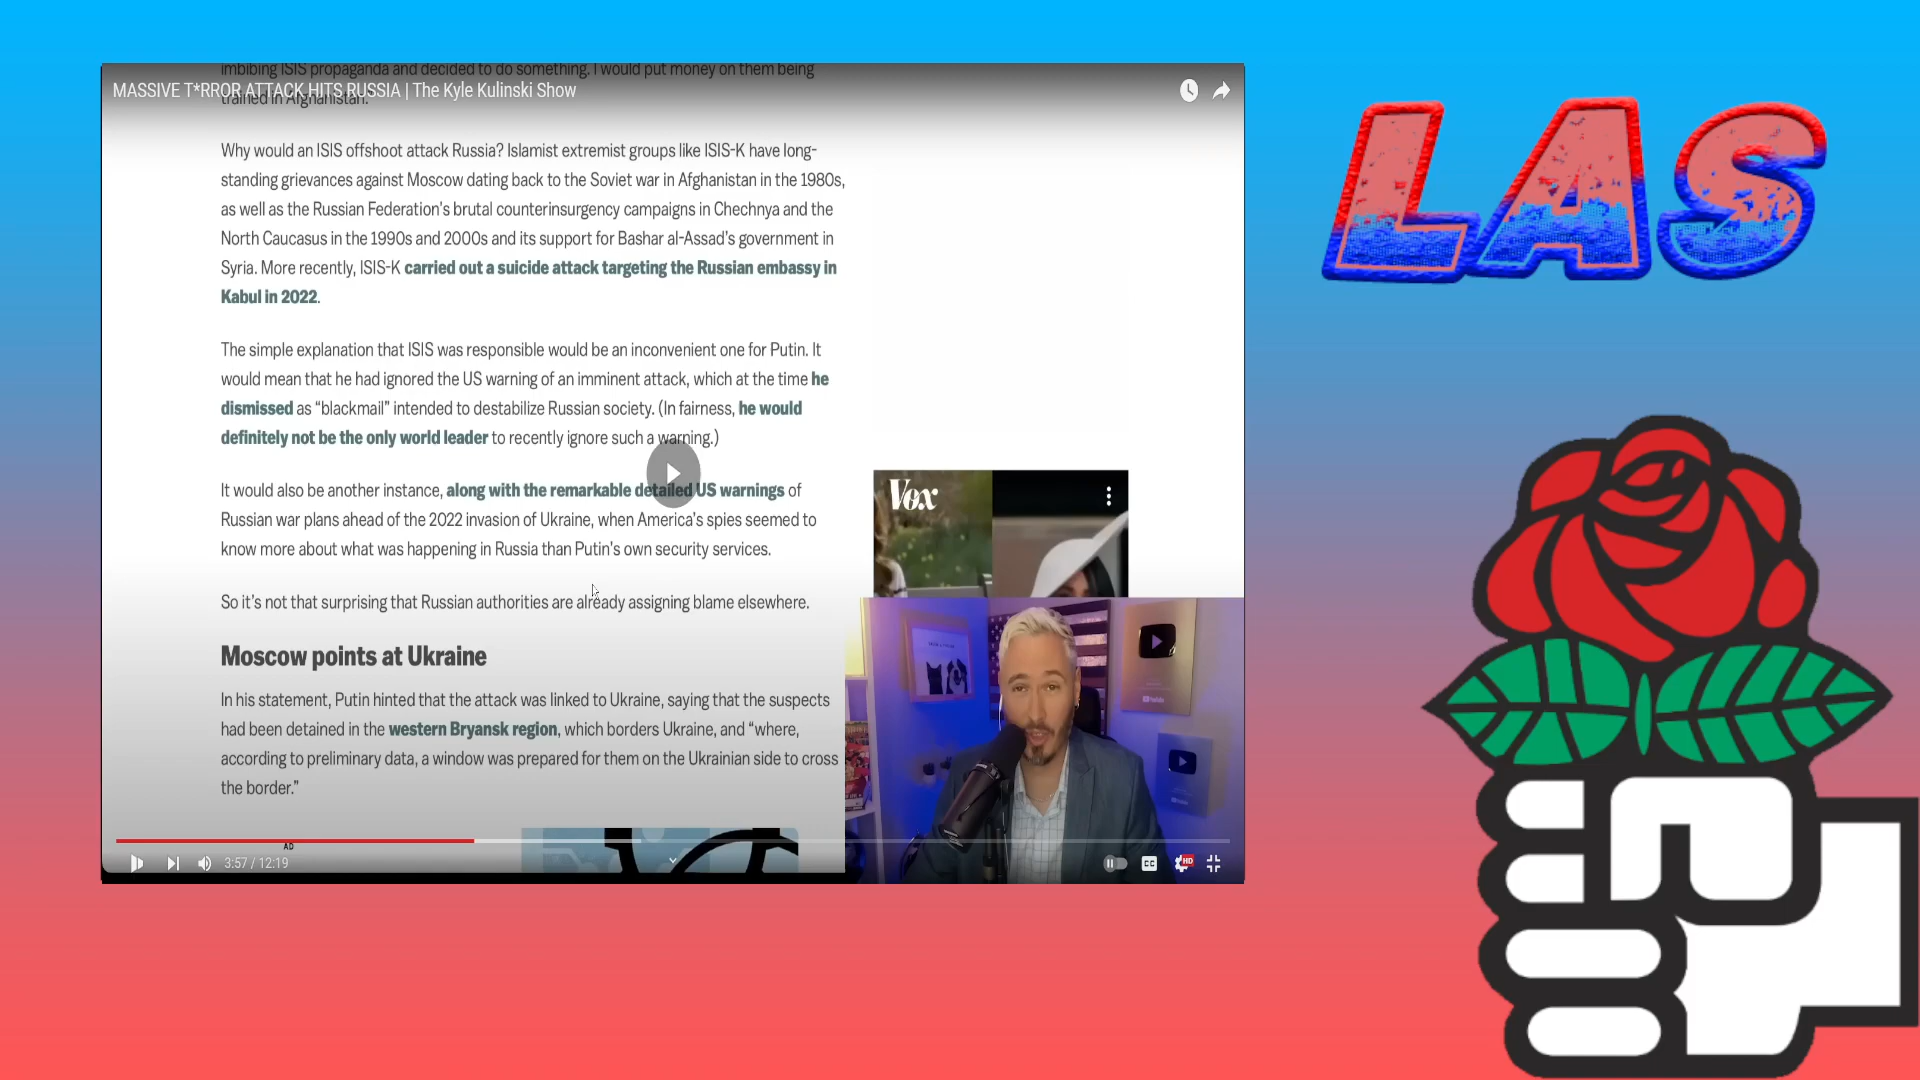 imbibing ISIS propaganda and decided to do something. I would put money on them being
trained in Afghanistan.
MASSIVE T*RROR ATTACK HITS RUSSIA | The Kyle Kulinski Show
LAS
Why would an ISIS offshoot attack Russia? Islamist extremist groups like ISIS-K have long-
standing grievances against Moscow dating back to the Soviet war in Afghanistan in the 1980s,
as well as the Russian Federation's brutal counterinsurgency campaigns in Chechnya and the
North Caucasus in the 1990s and 2000s and its support for Bashar al-Assad's government in
Syria. More recently, ISIS-K carried out a suicide attack targeting the Russian embassy in
Kabul in 2022.
The simple explanation that ISIS was responsible would be an inconvenient one for Putin. It
would mean that he had ignored the US warning of an imminent attack, which at the time he
dismissed as “blackmail” intended to destabilize Russian society. (In fairness, he would
definitely not be the only world leader to recently ignore such a warning.)
It would also be another instance, along with the remarkable detailed US warnings of
Russian war plans ahead of the 2022 invasion of Ukraine, when America's spies seemed to
know more about what was happening in Russia than Putin's own security services.
Vox
So it's not that surprising that Russian authorities are already assigning blame elsewhere.
Moscow points at Ukraine
In his statement, Putin hinted that the attack was linked to Ukraine, saying that the suspects
had been detained in the western Bryansk region, which borders Ukraine, and “where,
according to preliminary data, a window was prepared for them on the Ukrainian side to cross
the border.”
AD
3:57 / 12:19
CC
HD